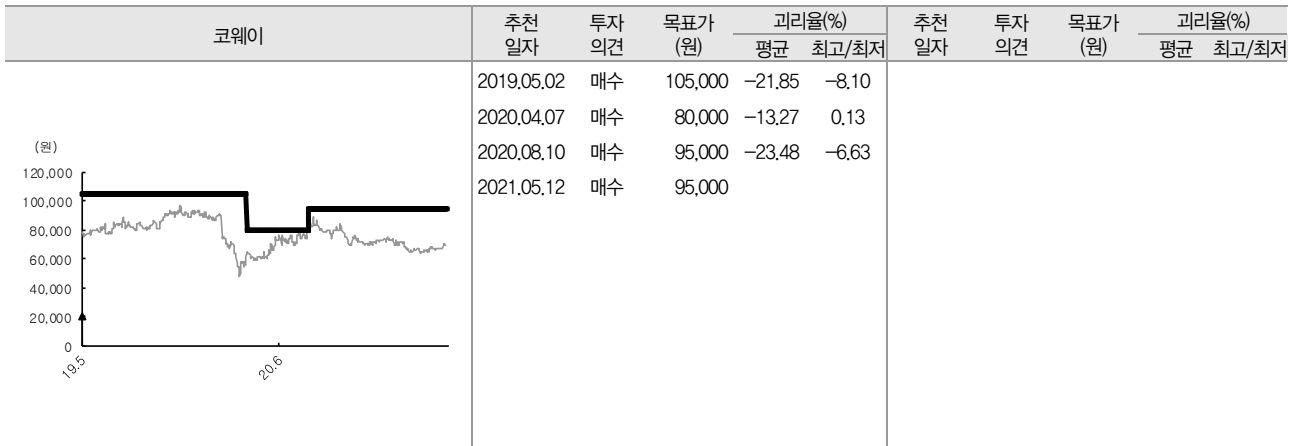 코웨이
추천 일자 투자 의견 목표가 (원) 괴리율(%) 평균 최고/최저 추천 일자 투자 의견 목표가 (원) 괴리율(%) 평균 최고/최저
2019.05.02 매수 105,000 -21.85 -8.10
2020.04.07 매수 80,000 -13.27 0.13
2020.08.10 매수 95,000 -23.48 -6.63
2021.05.12 매수 95,000
(원)
120,000
100,000
80,000
60,000
40,000
20,000
0
19.5
20.6